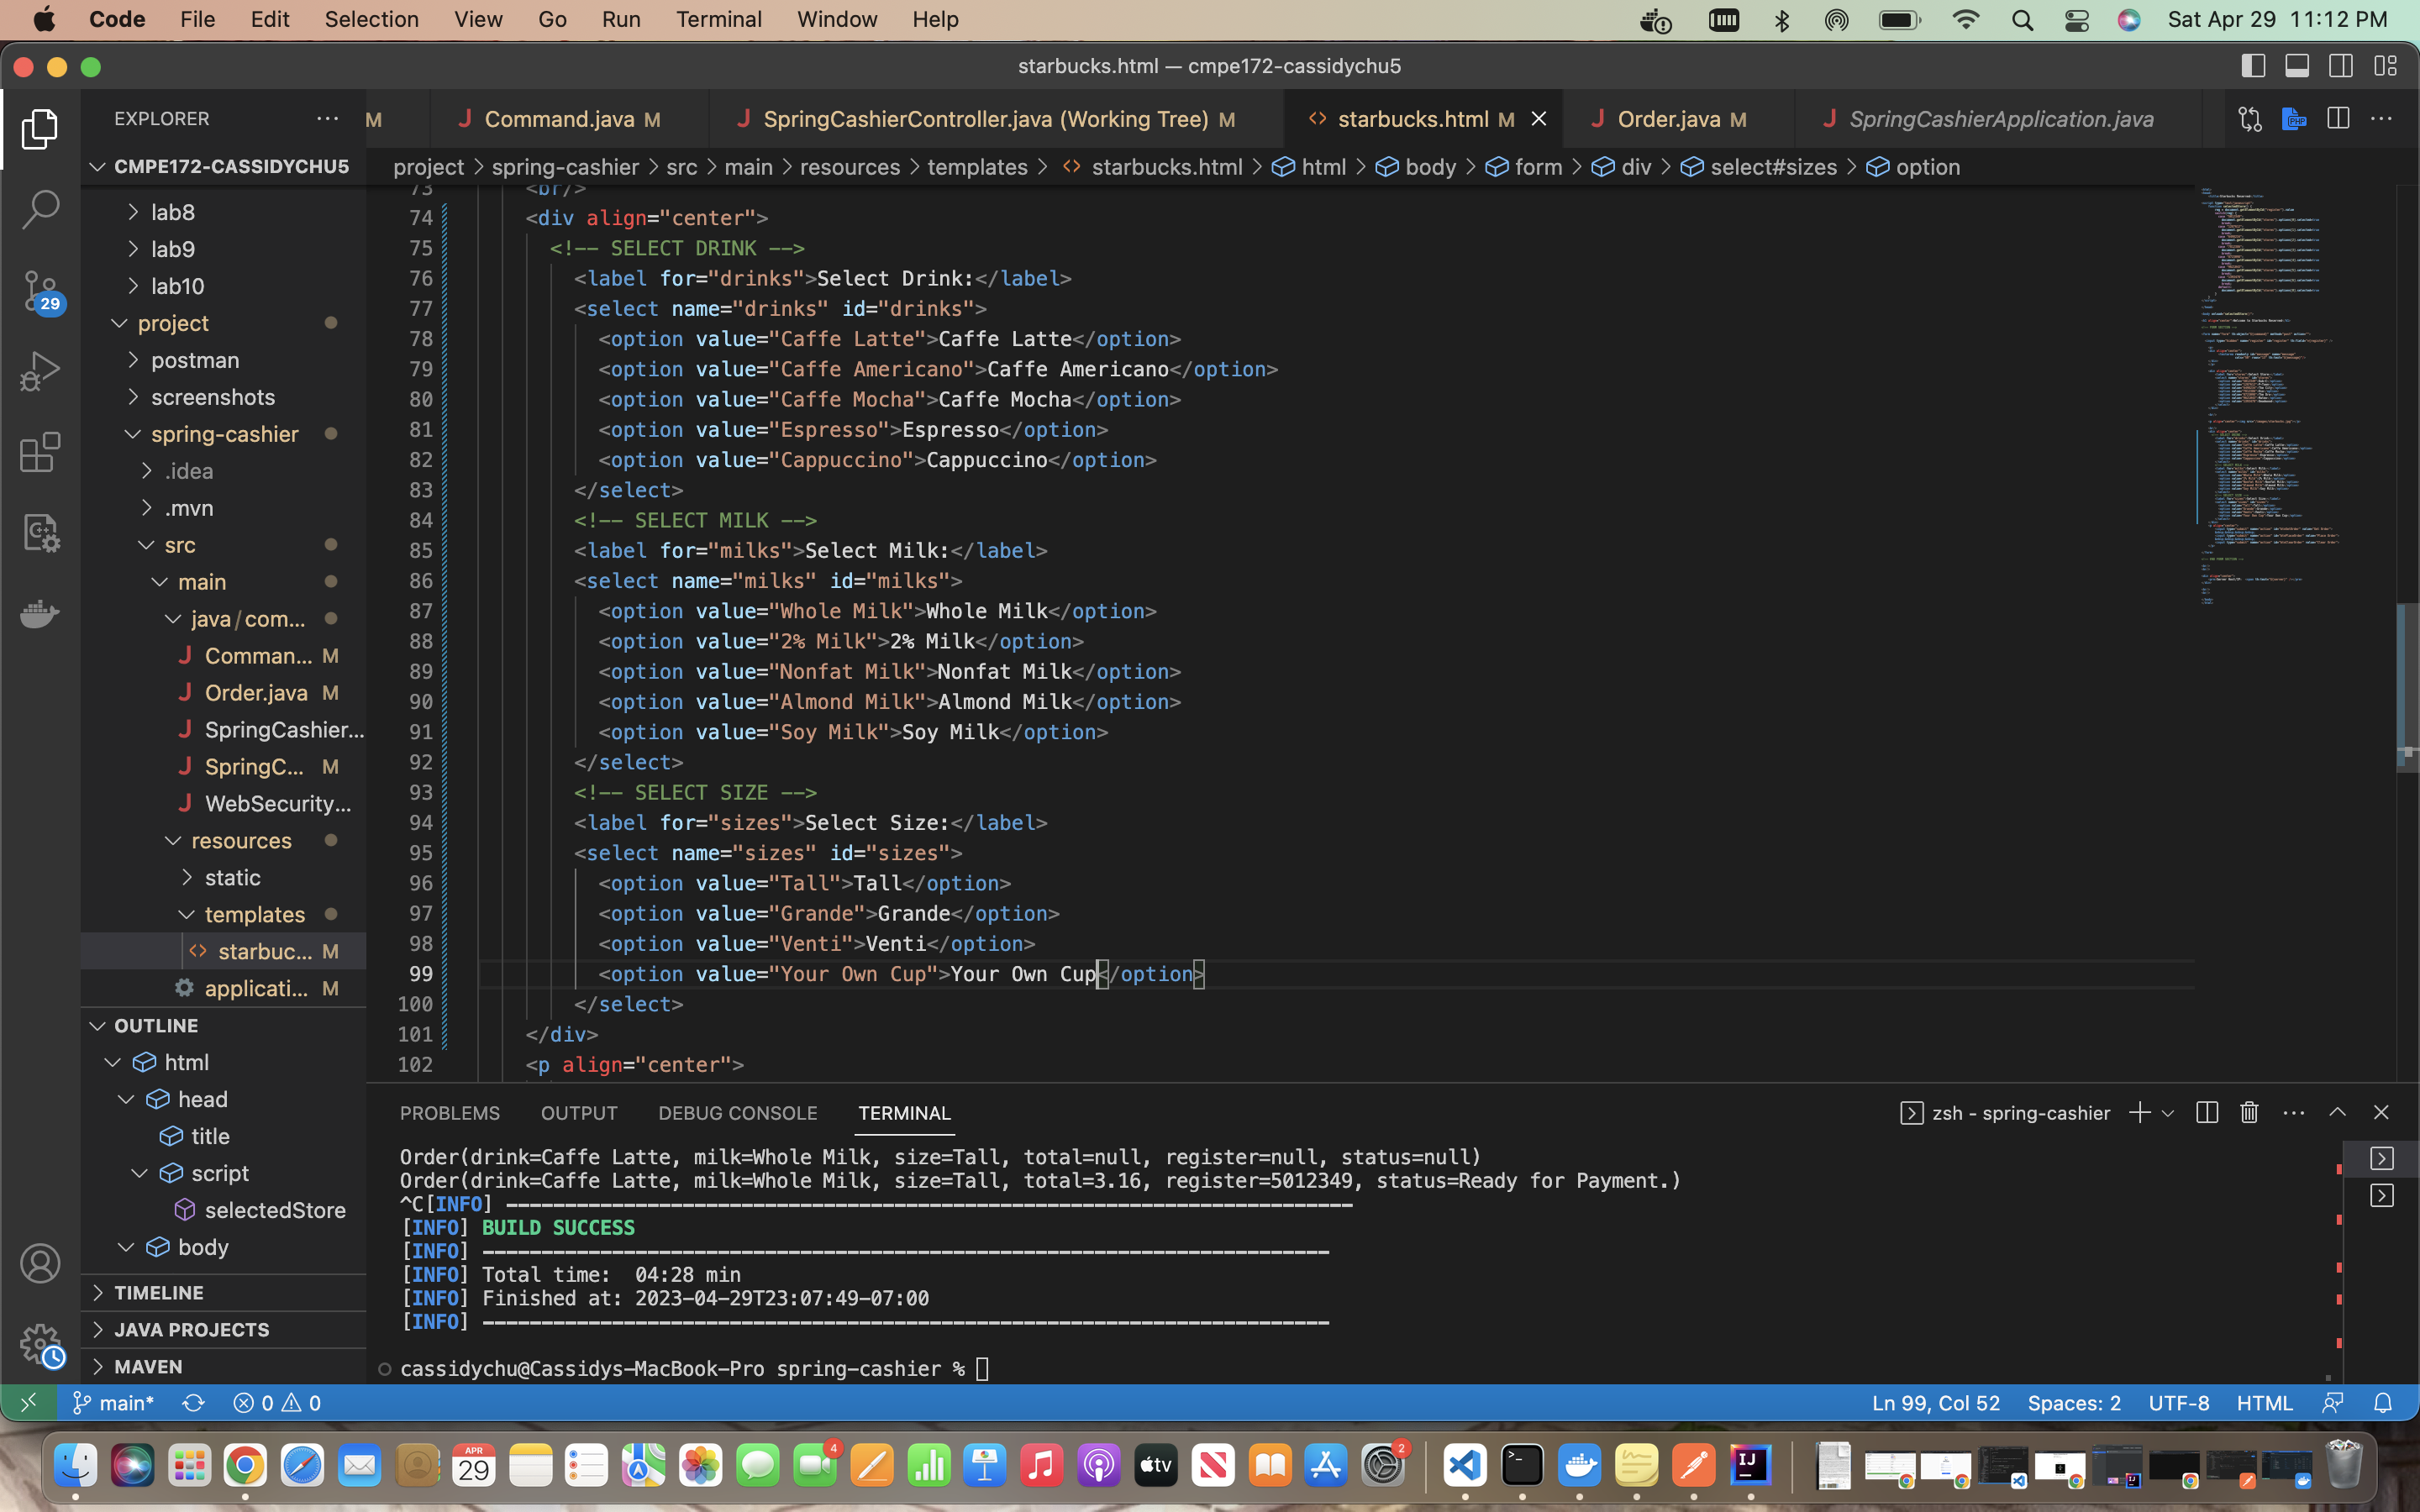 Code File Edit Selection View Go Run Terminal Window Help Sat Apr 29 11:12 PM
starbucks.html — cmpe172-cassidychu5
EXPLORER
M Command.java M SpringCashierController.java (Working Tree) M starbucks.html M Order.java M SpringCashierApplication.java
CMPE172-CASSIDYCHU5
project > spring-cashier > src > main > resources > templates > starbucks.html > html > body > form > div > select#sizes > option
lab8
lab9
lab10
project
postman
screenshots
spring-cashier
.idea
.mvn
src
main
java/com...
Comman... M
Order.java M
SpringCashier...
SpringC... M
WebSecurity...
resources
static
templates
starbuc... M
applicati... M
OUTLINE
html
head
title
script
selectedStore
body
TIMELINE
JAVA PROJECTS
MAVEN
29
73 <br/>
74 <div align="center">
75 <!-- SELECT DRINK -->
76 <label for="drinks">Select Drink:</label>
77 <select name="drinks" id="drinks">
78 <option value="Caffe Latte">Caffe Latte</option>
79 <option value="Caffe Americano">Caffe Americano</option>
80 <option value="Caffe Mocha">Caffe Mocha</option>
81 <option value="Espresso">Espresso</option>
82 <option value="Cappuccino">Cappuccino</option>
83 </select>
84 <!-- SELECT MILK -->
85 <label for="milks">Select Milk:</label>
86 <select name="milks" id="milks">
87 <option value="Whole Milk">Whole Milk</option>
88 <option value="2% Milk">2% Milk</option>
89 <option value="Nonfat Milk">Nonfat Milk</option>
90 <option value="Almond Milk">Almond Milk</option>
91 <option value="Soy Milk">Soy Milk</option>
92 </select>
93 <!-- SELECT SIZE -->
94 <label for="sizes">Select Size:</label>
95 <select name="sizes" id="sizes">
96 <option value="Tall">Tall</option>
97 <option value="Grande">Grande</option>
98 <option value="Venti">Venti</option>
99 <option value="Your Own Cup">Your Own Cup</option>
100 </select>
101 </div>
102 <p align="center">
PROBLEMS OUTPUT DEBUG CONSOLE TERMINAL zsh - spring-cashier
Order(drink=Caffe Latte, milk=Whole Milk, size=Tall, total=null, register=null, status=null)
Order(drink=Caffe Latte, milk=Whole Milk, size=Tall, total=3.16, register=5012349, status=Ready for Payment.)
^C[INFO] ------------------------------------------------------------------------
[INFO] BUILD SUCCESS
[INFO] ------------------------------------------------------------------------
[INFO] Total time:  04:28 min
[INFO] Finished at: 2023-04-29T23:07:49-07:00
[INFO] ------------------------------------------------------------------------
cassidychu@Cassidys-MacBook-Pro spring-cashier %
main* 0 0 Ln 99, Col 52 Spaces: 2 UTF-8 HTML
APR
29
4
tv
2
IJ